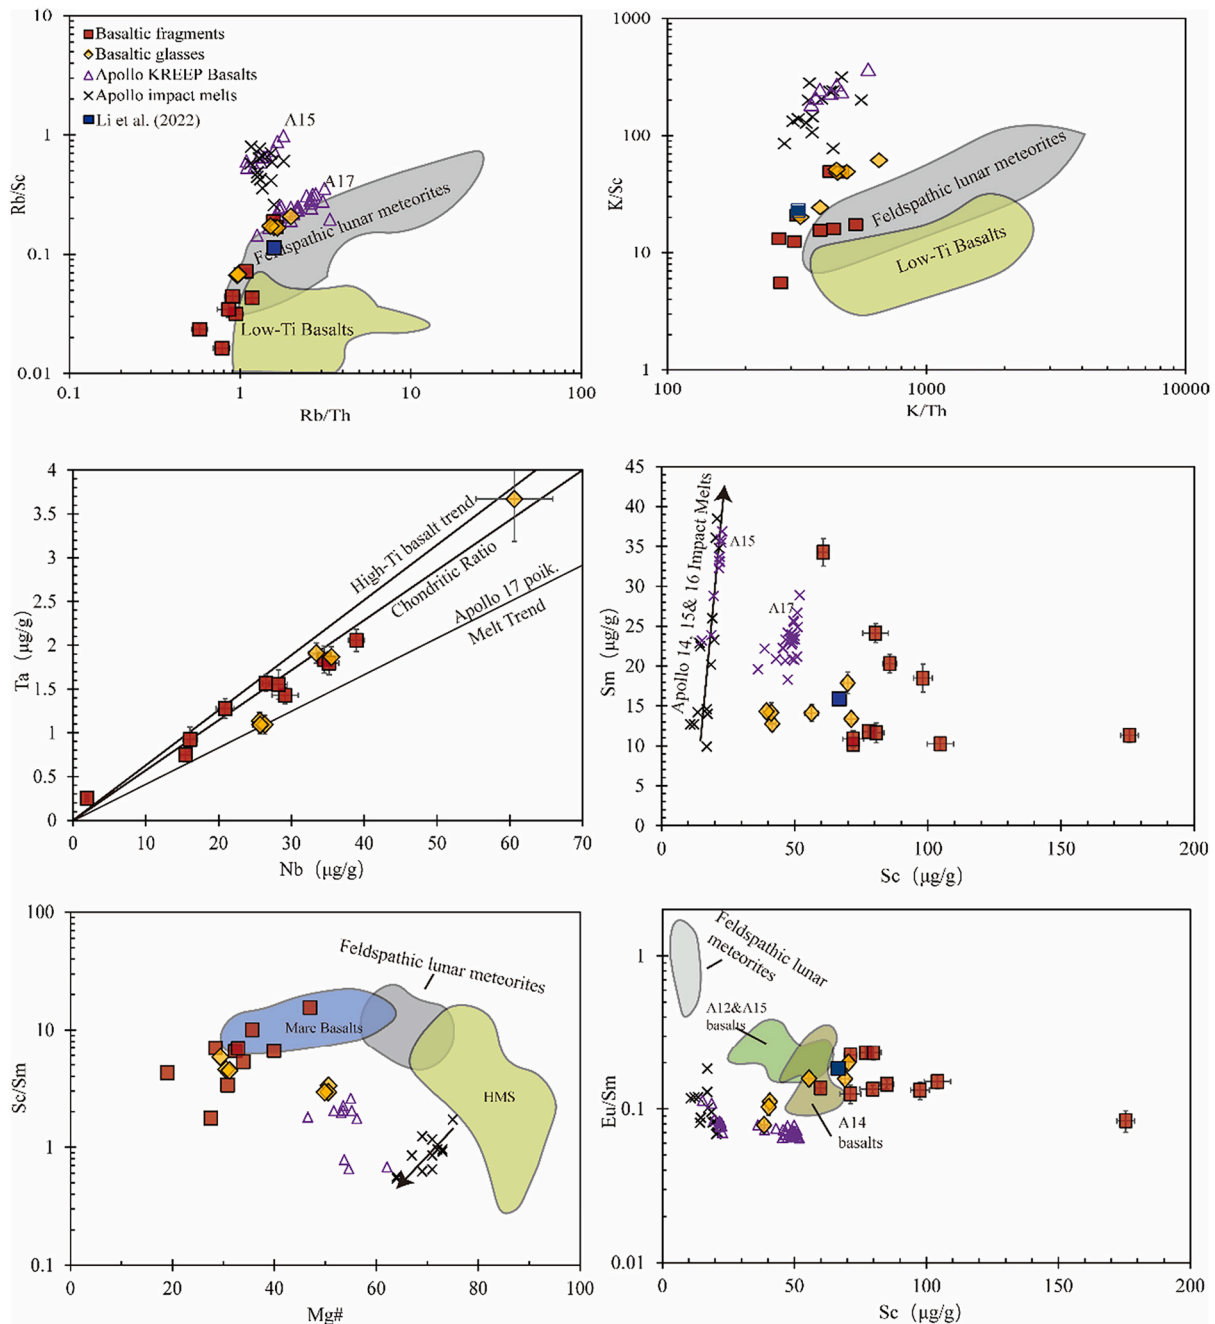 10
1
0.1
0.01
0.1
1
10
100
Rb/Sc
Rb/Th
Basaltic fragments
Basaltic glasses
Apollo KREEP Basalts
Apollo impact melts
Li et al. (2022)
A15
A17
Feldspathic lunar meteorites
Low-Ti Basalts
1000
100
10
1
100
1000
10000
K/Sc
K/Th
Feldspathic lunar meteorites
Low-Ti Basalts
4
3.5
3
2.5
2
1.5
1
0.5
0
0
10
20
30
40
50
60
70
Ta (μg/g)
Nb (μg/g)
High-Ti basalt trend
Chondritic Ratio
Apollo 17 poik.
Melt Trend
45
40
35
30
25
20
15
10
5
0
0
50
100
150
200
Sm (μg/g)
Sc (μg/g)
Apollo 14, 15& 16 Impact Melts
A15
A17
100
10
1
0.1
0
20
40
60
80
100
Sc/Sm
Mg#
Feldspathic lunar meteorites
Marc Basalts
HMS
1
0.1
0.01
0
50
100
150
200
Eu/Sm
Sc (μg/g)
Feldspathic lunar
meteorites
A12&A15
basalts
A14
basalts